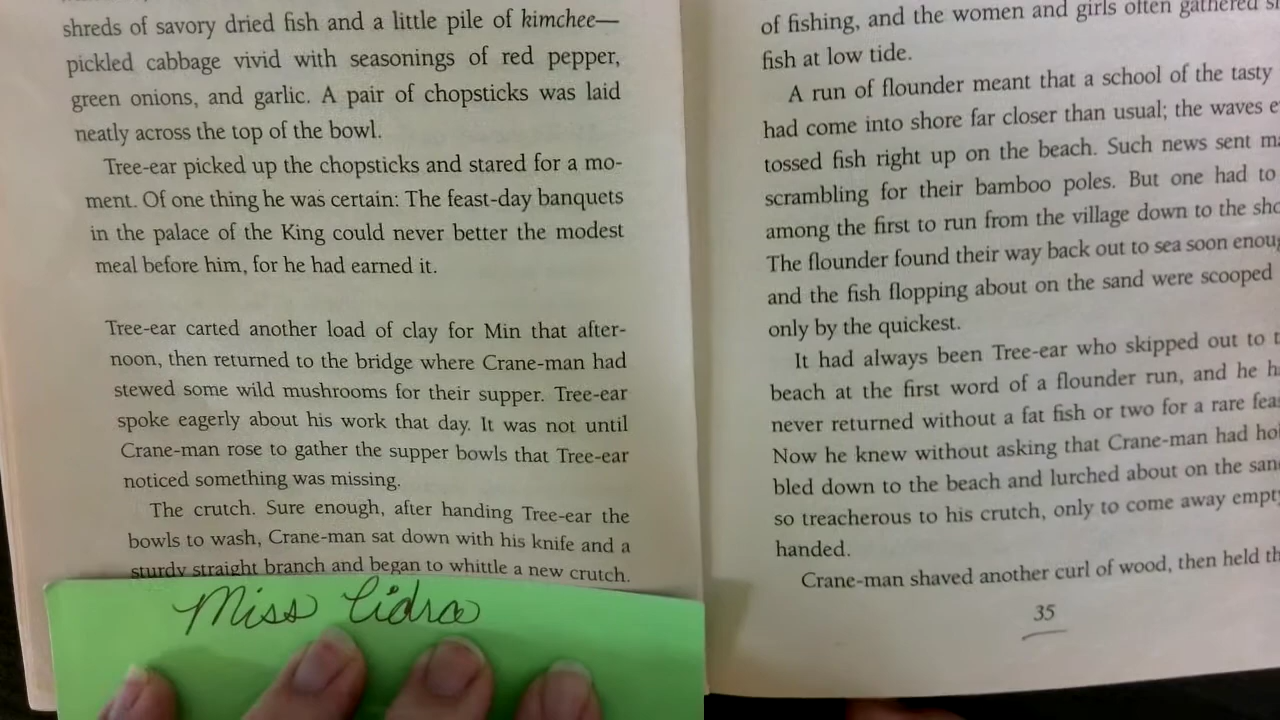 shreds of savory dried fish and a little pile of kimchee—
pickled cabbage vivid with seasonings of red pepper,
green onions, and garlic. A pair of chopsticks was laid
neatly across the top of the bowl.
Tree-ear picked up the chopsticks and stared for a mo-
ment. Of one thing he was certain: The feast-day banquets
in the palace of the King could never better the modest
meal before him, for he had earned it.
Tree-ear carted another load of clay for Min that after-
noon, then returned to the bridge where Crane-man had
stewed some wild mushrooms for their supper. Tree-ear
spoke eagerly about his work that day. It was not until
Crane-man rose to gather the supper bowls that Tree-ear
noticed something was missing.
The crutch. Sure enough, after handing Tree-ear the
bowls to wash, Crane-man sat down with his knife and a
sturdy straight branch and began to whittle a new crutch.
Miss Cidra
of fishing, and the women and girls often gathered
fish at low tide.
A run of flounder meant that a school of the tasty
had come into shore far closer than usual; the waves
tossed fish right up on the beach. Such news sent
scrambling for their bamboo poles. But one had to
among the first to run from the village down to the
The flounder found their way back out to sea soon
and the fish flopping about on the sand were scooped
only by the quickest.
It had always been Tree-ear who skipped out to
beach at the first word of a flounder run, and he
never returned without a fat fish or two for a rare
Now he knew without asking that Crane-man had
bled down to the beach and lurched about on the
so treacherous to his crutch, only to come away
handed.
Crane-man shaved another curl of wood, then held
35